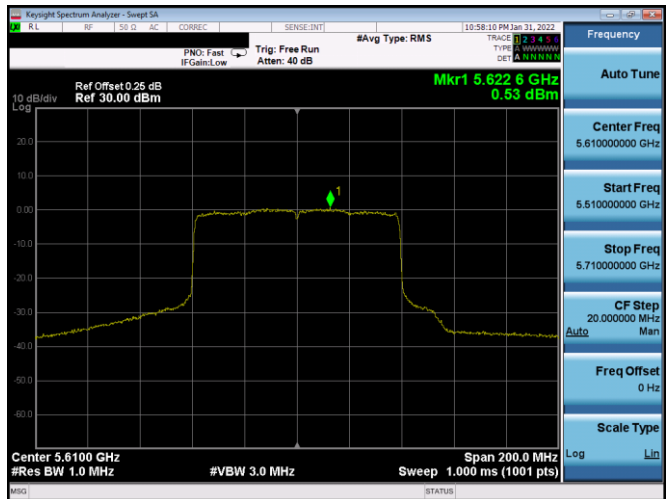 Keysight Spectrum Analyzer - Swept SA
RL RF 50 Ω AC CORREC SENSE:INT 10:58:10 PM Jan 31, 2022
#Avg Type: RMS
TRACE 1 2 3 4 5 6
TYPE A WWWWW
DET A N N N N N
PNO: Fast
IFGain:Low
Trig: Free Run
Atten: 40 dB
Mkr1 5.622 6 GHz
0.53 dBm
Ref Offset 0.25 dB
10 dB/div Ref 30.00 dBm
Log
20.0
10.0
0.00
-10.0
-20.0
-30.0
-40.0
-50.0
-60.0
1
Center 5.6100 GHz
Span 200.0 MHz
#Res BW 1.0 MHz
#VBW 3.0 MHz
Sweep 1.000 ms (1001 pts)
MSG
STATUS
Frequency
Auto Tune
Center Freq
5.610000000 GHz
Start Freq
5.510000000 GHz
Stop Freq
5.710000000 GHz
CF Step
20.000000 MHz
Auto Man
Freq Offset
0 Hz
Scale Type
Log Lin